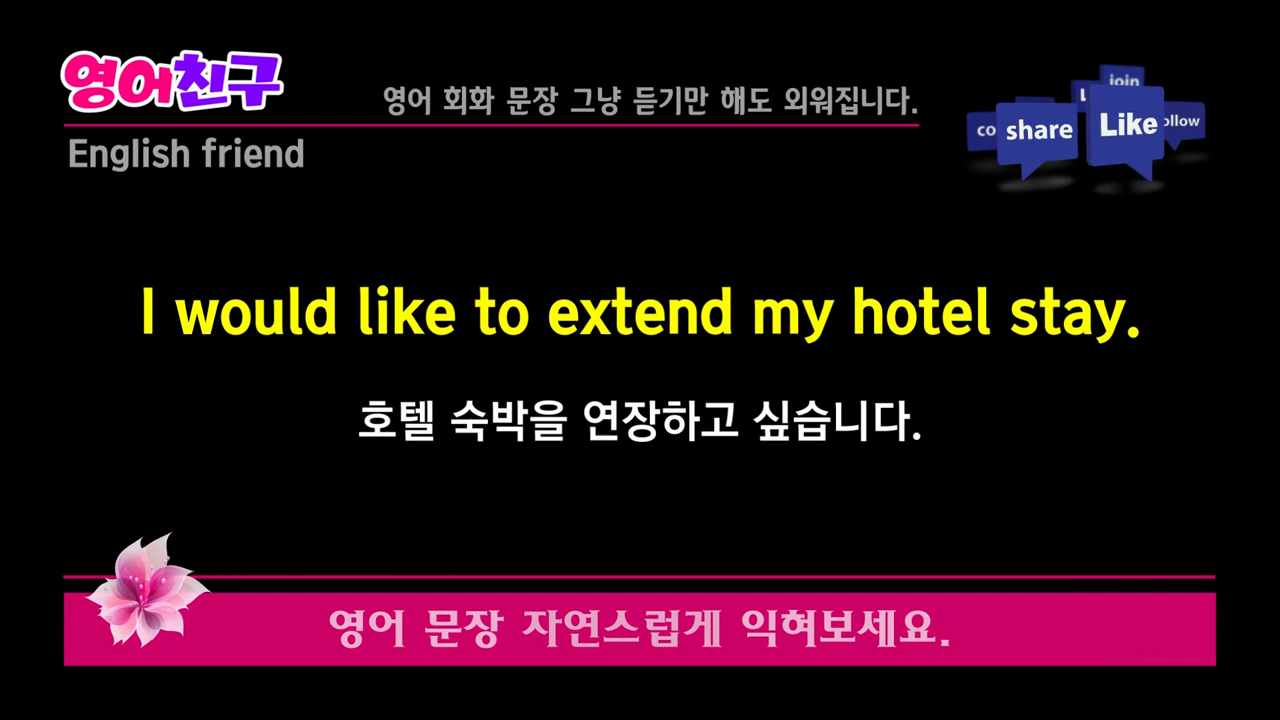 영어친구
영어 회화 문장 그냥 듣기만 해도 외워집니다.
English friend
join
share
Like
I would like to extend my hotel stay.
호텔 숙박을 연장하고 싶습니다.
영어 문장 자연스럽게 익혀보세요.